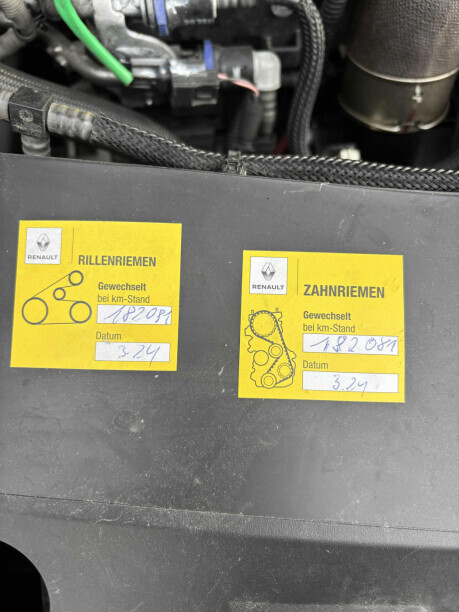 RENAULT
RILLENRIEMEN
Gewechselt
bei km-Stand
182081
Datum
3.24
RENAULT
ZAHNRIEMEN
Gewechselt
bei km-Stand
182081
Datum
3.24